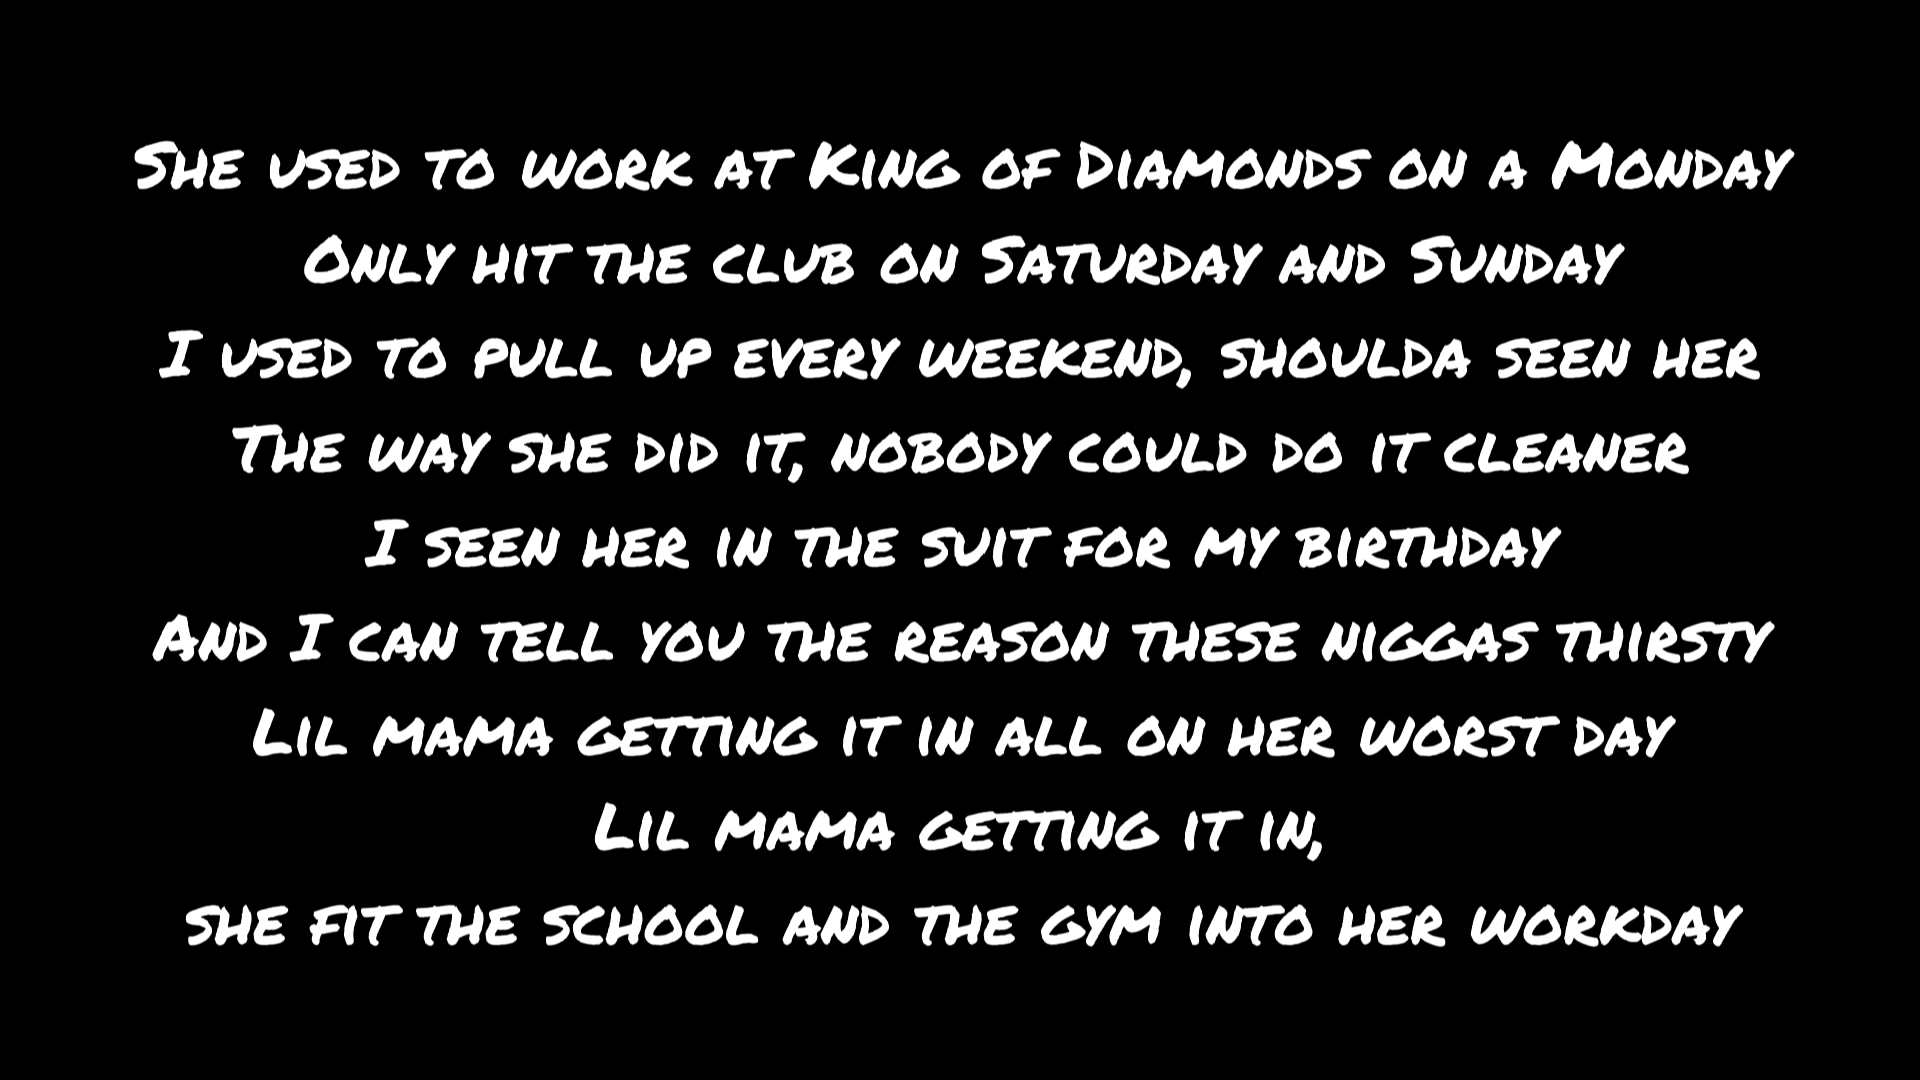 She used to work at King of Diamonds on a Monday
Only hit the club on Saturday and Sunday
I used to pull up every weekend, shoulda seen her
The way she did it, nobody could do it cleaner
I seen her in the suit for my birthday
And I can tell you the reason these niggas thirsty
Lil mama getting it in all on her worst day
Lil mama getting it in,
she fit the school and the gym into her workday